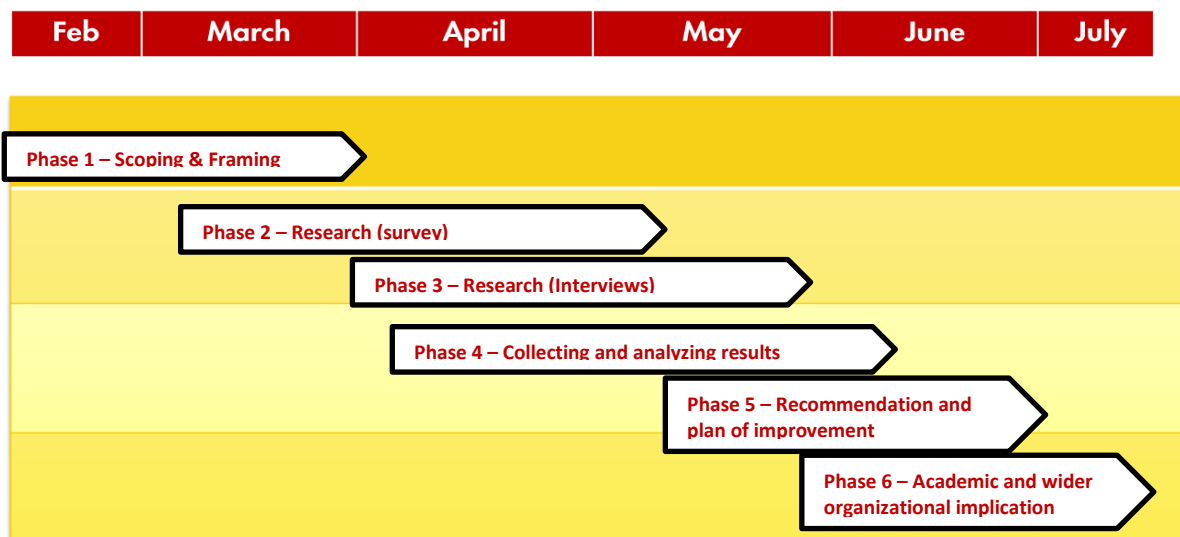 Feb March April May June July
Phase 1 – Scoping & Framing
Phase 2 – Research (survey)
Phase 3 – Research (Interviews)
Phase 4 – Collecting and analyzing results
Phase 5 – Recommendation and
plan of improvement
Phase 6 – Academic and wider
organizational implication